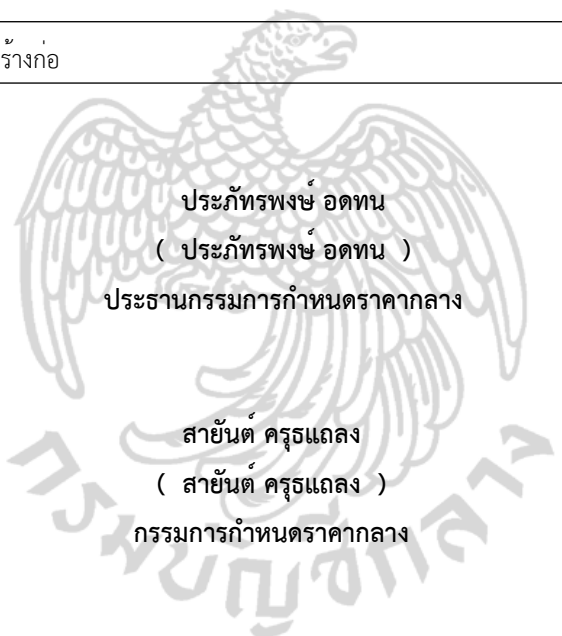 ร้างก่อ
ประภัทรพงษ์ อดทน
( ประภัทรพงษ์ อดทน )
ประธานกรรมการกำหนดราคากลาง
สายันต์ ครุธแถลง
( สายันต์ ครุธแถลง )
กรรมการกำหนดราคากลาง
กรมบัญชีกลาง